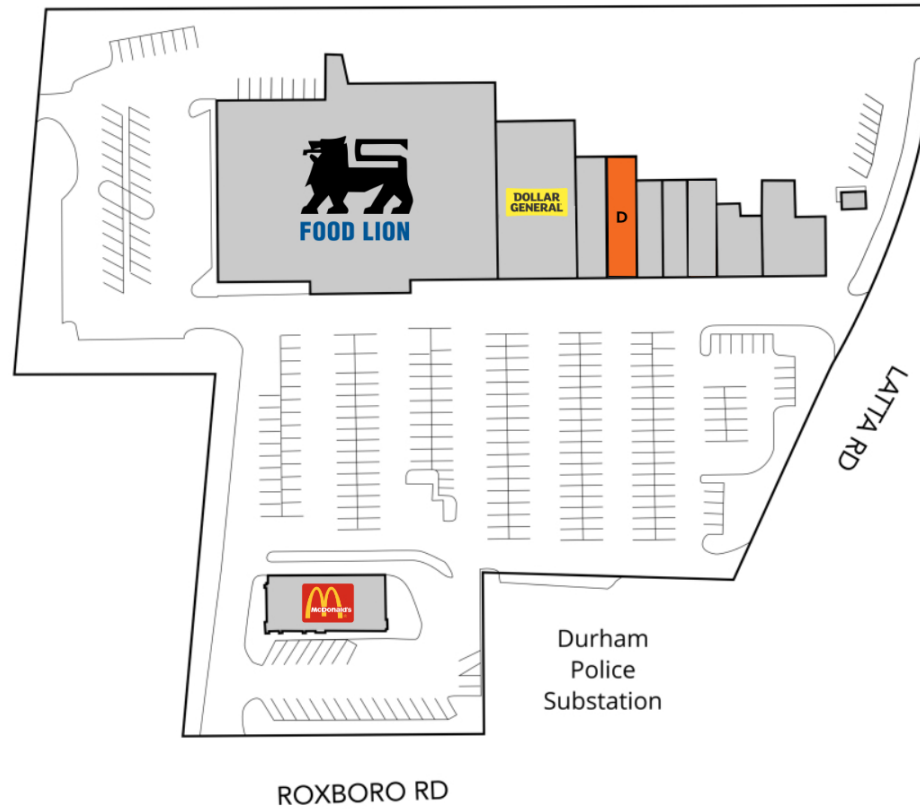 DOLLAR
GENERAL
D
FOOD LION
LATTA RD
McDonald's
Durham
Police
Substation
ROXBORO RD